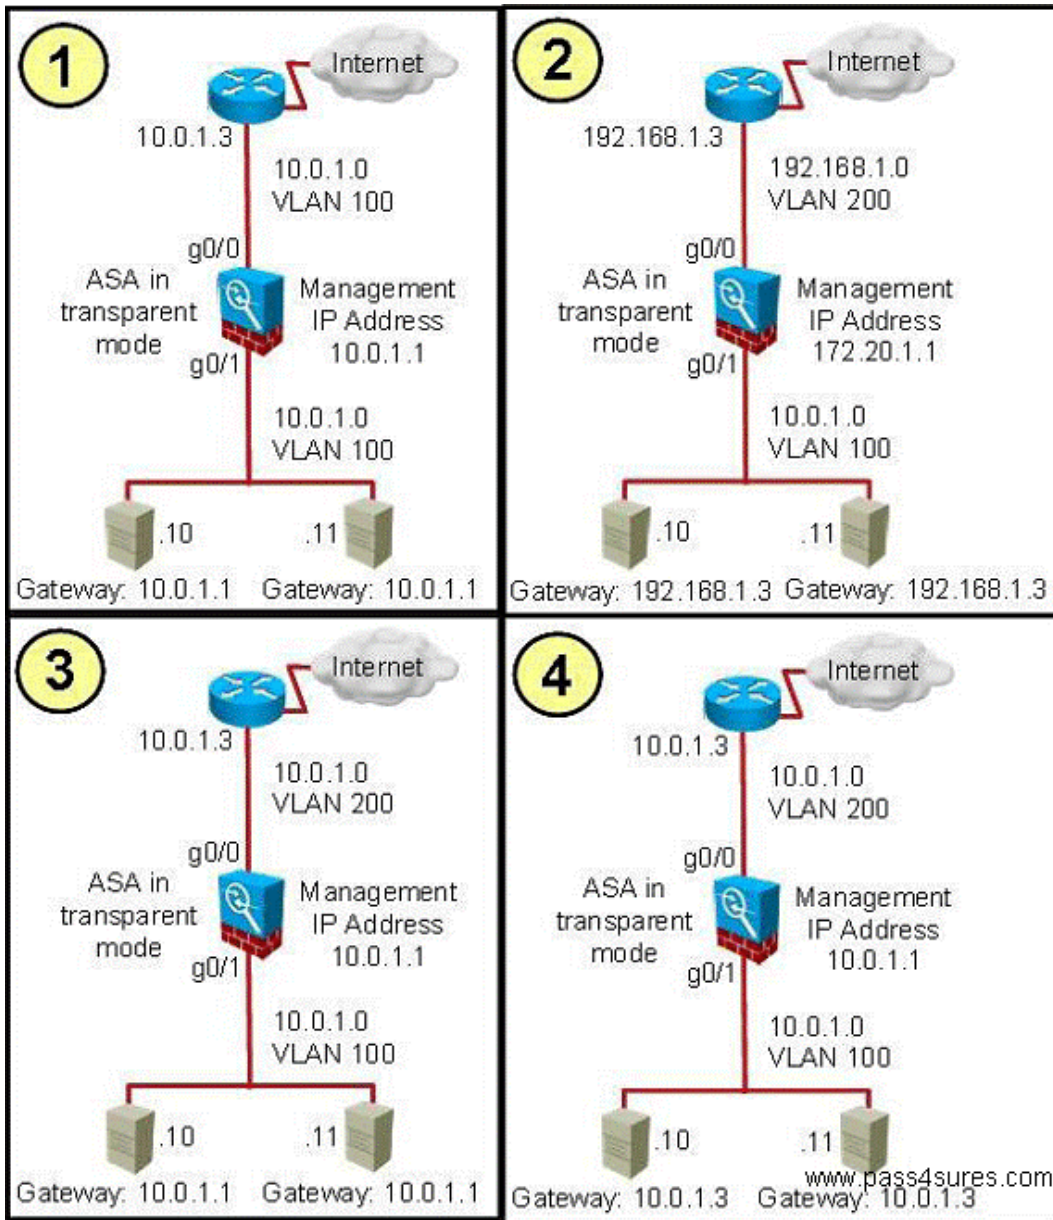 1
Internet
10.0.1.3
10.0.1.0
VLAN 100
g0/0
ASA in
transparent
mode
Management
IP Address
10.0.1.1
g0/1
10.0.1.0
VLAN 100
.10
.11
Gateway: 10.0.1.1
Gateway: 10.0.1.1
2
Internet
192.168.1.3
192.168.1.0
VLAN 200
g0/0
ASA in
transparent
mode
Management
IP Address
172.20.1.1
g0/1
10.0.1.0
VLAN 100
.10
.11
Gateway: 192.168.1.3
Gateway: 192.168.1.3
3
Internet
10.0.1.3
10.0.1.0
VLAN 200
g0/0
ASA in
transparent
mode
Management
IP Address
10.0.1.1
g0/1
10.0.1.0
VLAN 100
.10
.11
Gateway: 10.0.1.1
Gateway: 10.0.1.1
4
Internet
10.0.1.3
10.0.1.0
VLAN 200
g0/0
ASA in
transparent
mode
Management
IP Address
10.0.1.1
g0/1
10.0.1.0
VLAN 100
.10
.11
www.pass4sures.com
Gateway: 10.0.1.3
Gateway: 10.0.1.3